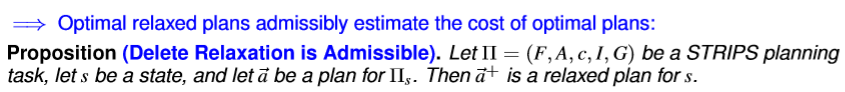 ⟹ Optimal relaxed plans admissibly estimate the cost of optimal plans:
Proposition (Delete Relaxation is Admissible). Let Π = (F, A, c, I, G) be a STRIPS planning
task, let s be a state, and let a⃗ be a plan for Πₛ. Then a⃗⁺ is a relaxed plan for s.